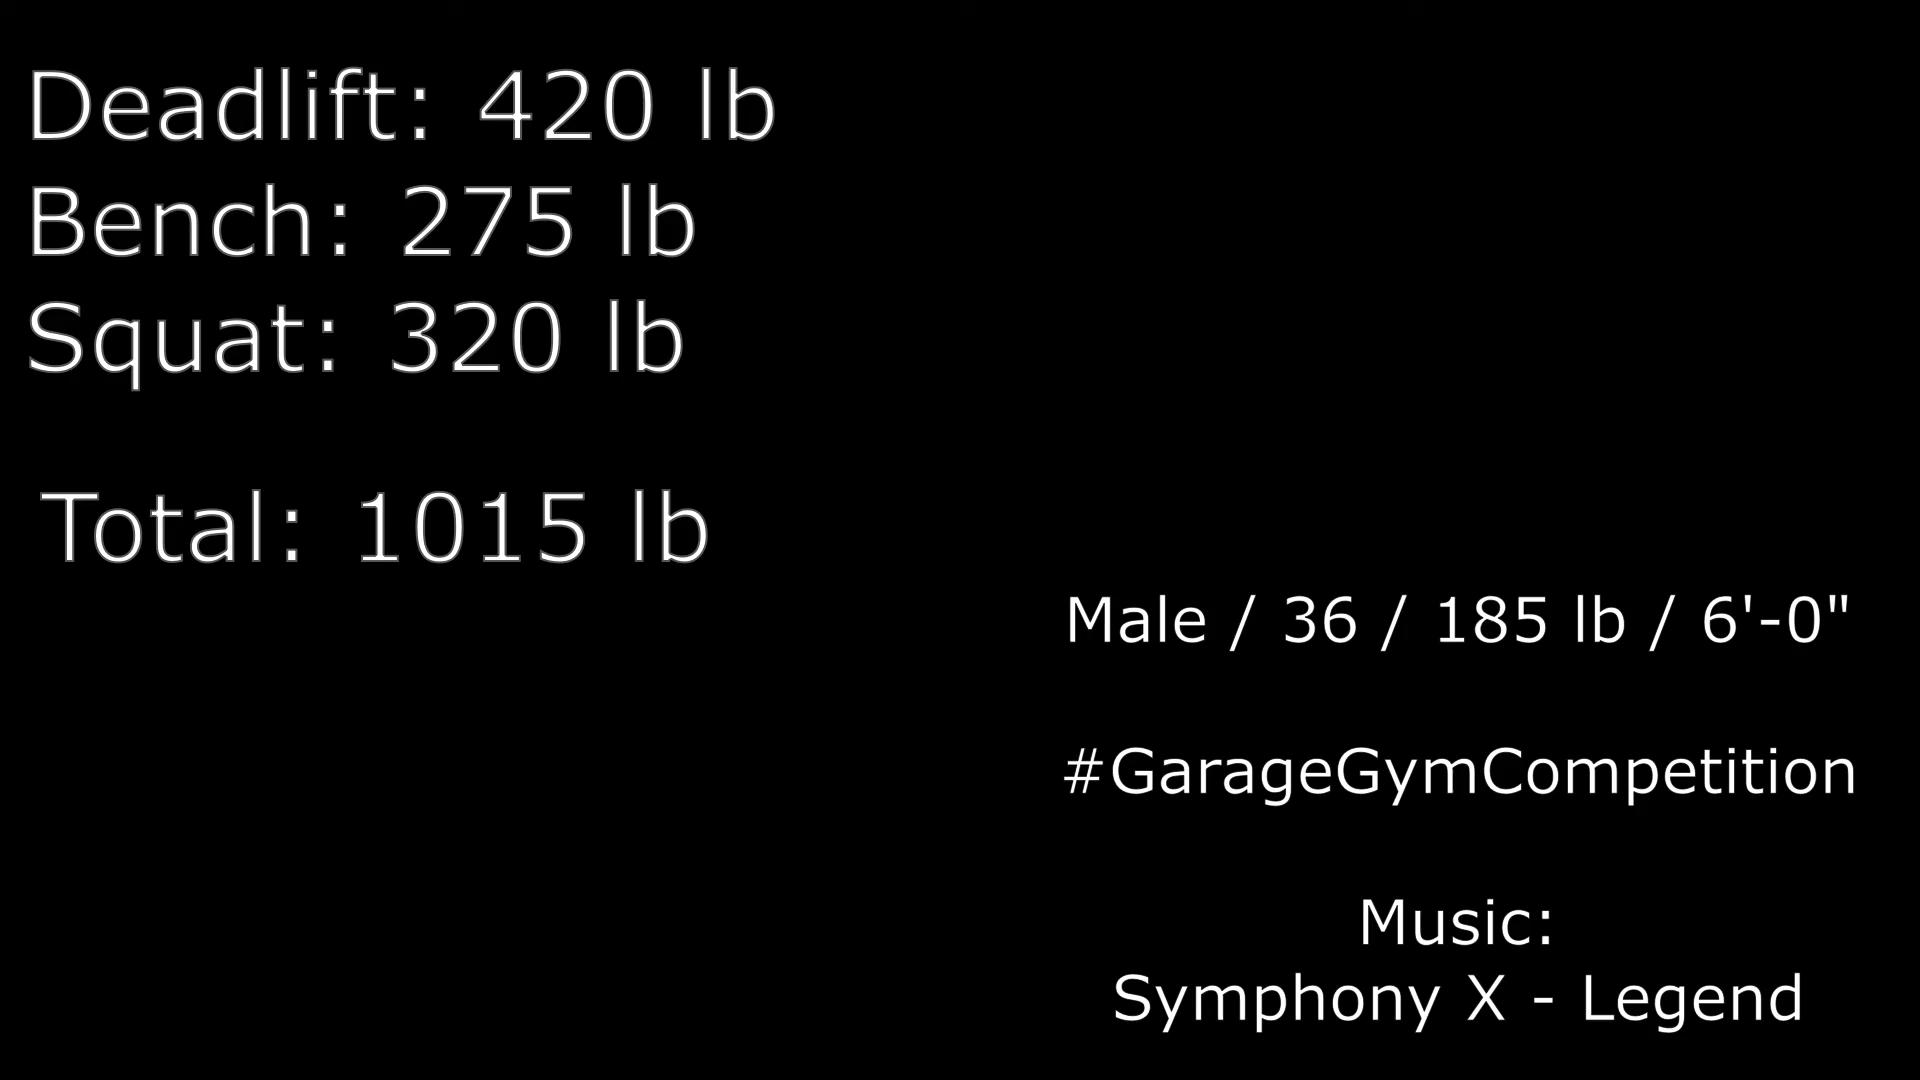 Deadlift: 420 lb
Bench: 275 lb
Squat: 320 lb
Total: 1015 lb
Male / 36 / 185 lb / 6'-0"
#GarageGymCompetition
Music:
Symphony X - Legend